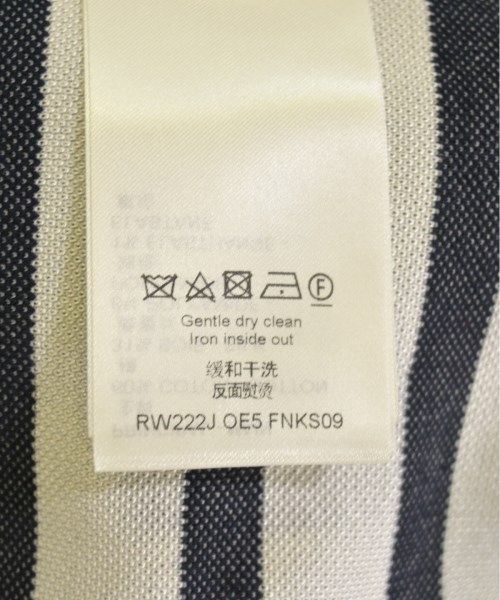 F
Gentle dry clean
Iron inside out
缓和干洗
反面熨烫
RW222J OE5 FNKS09